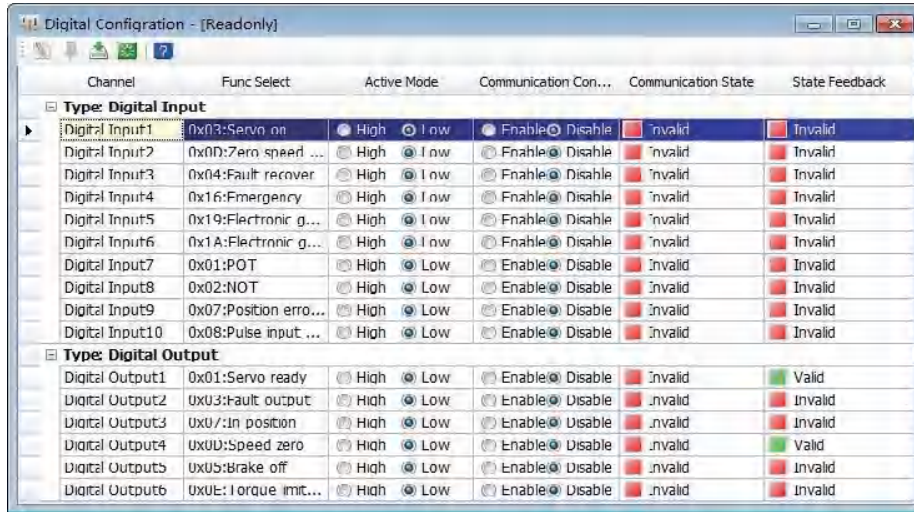 Digital Configration - [Readonly]
Channel Func Select Active Mode Communication Con... Communication State State Feedback
Type: Digital Input
Digital Input1 0x03:Servo on High Low Enable Disable Invalid Invalid
Digital Input2 0x0D:Zero speed ... High Low Enable Disable Invalid Invalid
Digital Input3 0x04:Fault recover High Low Enable Disable Invalid Invalid
Digital Input4 0x16:Emergency High Low Enable Disable Invalid Invalid
Digital Input5 0x19:Electronic g... High Low Enable Disable Invalid Invalid
Digital Input6 0x1A:Electronic g... High Low Enable Disable Invalid Invalid
Digital Input7 0x01:POT High Low Enable Disable Invalid Invalid
Digital Input8 0x02:NOT High Low Enable Disable Invalid Invalid
Digital Input9 0x07:Position erro... High Low Enable Disable Invalid Invalid
Digital Input10 0x08:Pulse input ... High Low Enable Disable Invalid Invalid
Type: Digital Output
Digital Output1 0x01:Servo ready High Low Enable Disable Invalid Valid
Digital Output2 0x03:Fault output High Low Enable Disable Invalid Invalid
Digital Output3 0x07:In position High Low Enable Disable Invalid Invalid
Digital Output4 0x0D:Speed zero High Low Enable Disable Invalid Valid
Digital Output5 0x05:Brake off High Low Enable Disable Invalid Invalid
Digital Output6 0x0E:Torque limit... High Low Enable Disable Invalid Invalid